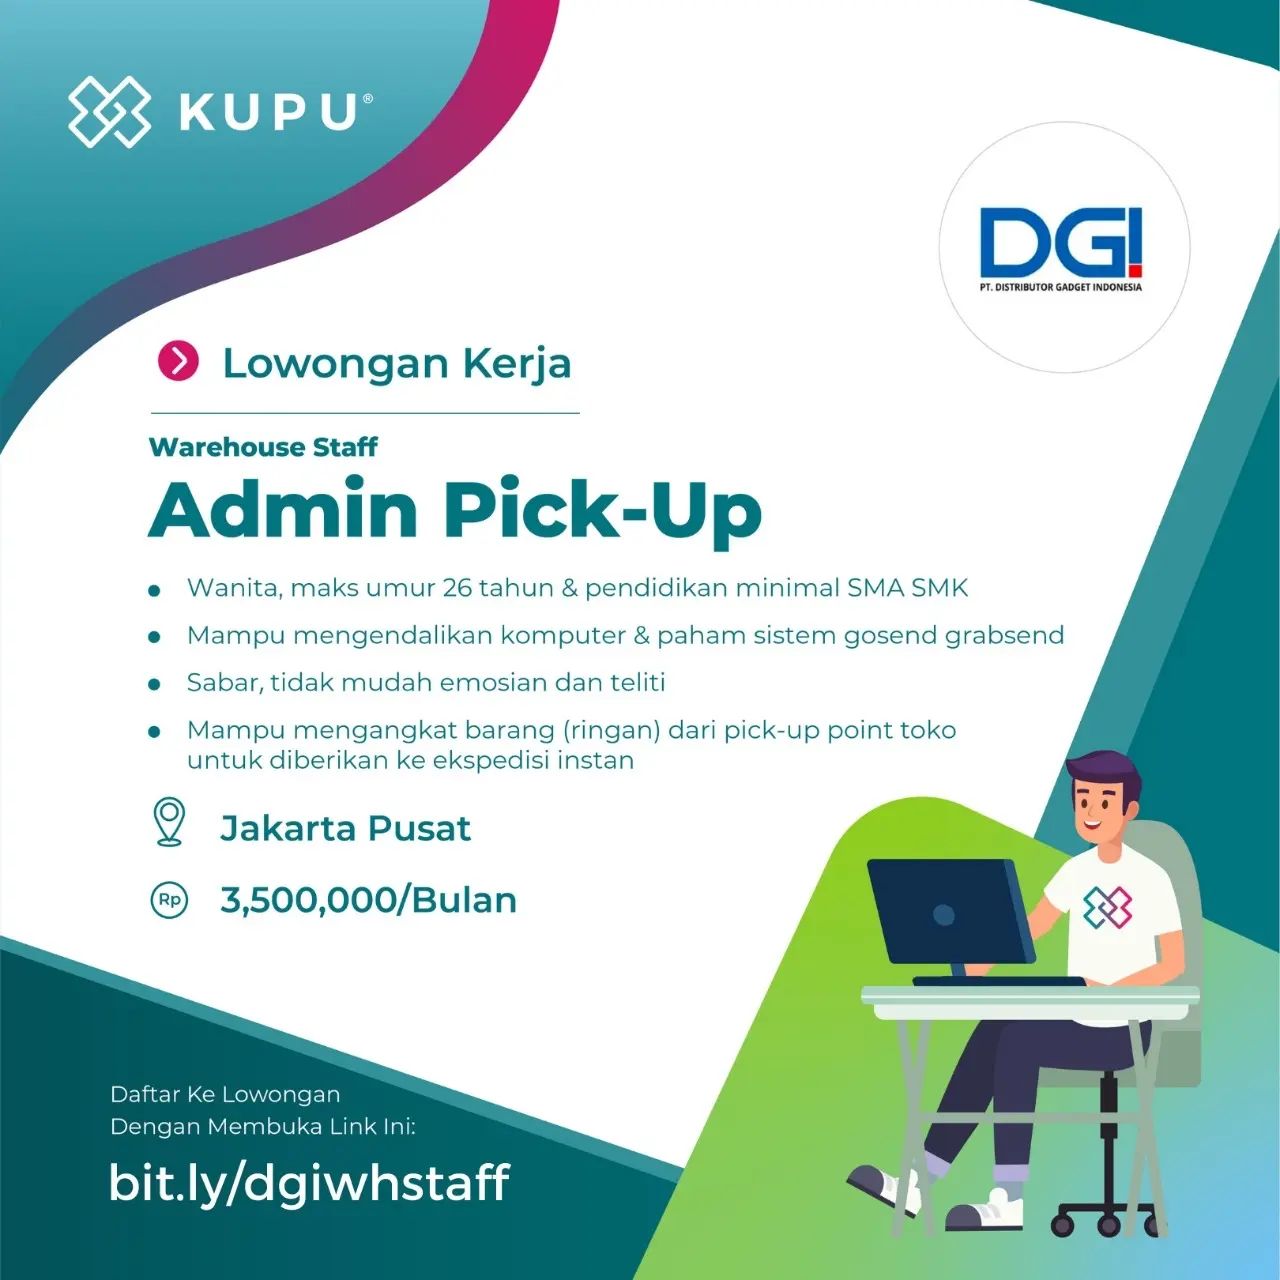 KUPU®
DGI
PT. DISTRIBUTOR GADGET INDONESIA
Lowongan Kerja
Warehouse Staff
Admin Pick-Up
• Wanita, maks umur 26 tahun & pendidikan minimal SMA SMK
• Mampu mengendalikan komputer & paham sistem gosend grabsend
• Sabar, tidak mudah emosian dan teliti
• Mampu mengangkat barang (ringan) dari pick-up point toko
untuk diberikan ke ekspedisi instan
Jakarta Pusat
Rp 3,500,000/Bulan
Daftar Ke Lowongan
Dengan Membuka Link Ini:
bit.ly/dgiwhstaff